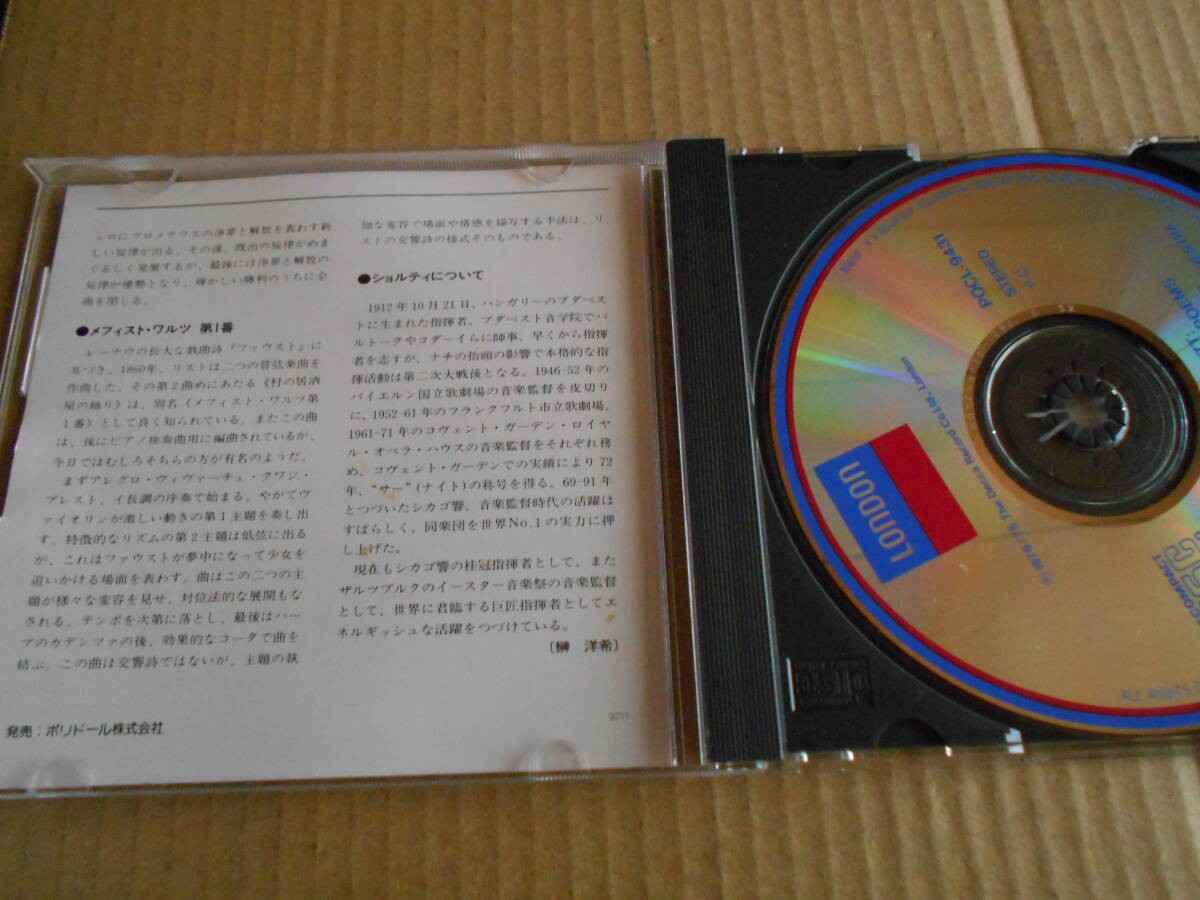 ェロにプロメテウスの浄罪と解放を表わす新
しい旋律が出る。その後、既出の旋律がめま
ぐるしく発展するが、最後には浄罪と解放の
旋律が優勢となり、輝かしい勝利のうちに全
曲を閉じる。
●メフィスト・ワルツ 第1番
レーナウの長大な戯曲詩『ファウスト』に
基づき、1860年、リストは二つの管弦楽曲を
作曲した。その第2曲めにあたる《村の居酒
屋の踊り》は、別名《メフィスト・ワルツ第
1番》として良く知られている。またこの曲
は、後にピアノ独奏曲用に編曲されているが、
今日ではむしろそちらの方が有名のようだ。
まずアレグロ・ヴィヴァーチェ・クワジ・
プレスト、イ長調の序奏で始まる。やがてヴ
ァイオリンが激しい動きの第1主題を奏し出
す。特徴的なリズムの第2主題は低弦に出る
が、これはファウストが夢中になって少女を
追いかける場面を表わす。曲はこの二つの主
題が様々な変容を見せ、対位法的な展開もな
される。テンポを次第に落とし、最後はハー
プのカデンツァの後、効果的なコーダで曲を
結ぶ。この曲は交響詩ではないが、主題の執
拗な変容で場面や情感を描写する手法は、リ
ストの交響詩の様式そのものである。
●ショルティについて
1912年10月21日、ハンガリーのブダペス
トに生まれた指揮者。ブダペスト音学院でバ
ルトークやコダーイらに師事、早くから指揮
者を志すが、ナチの抬頭の影響で本格的な指
揮活動は第二次大戦後となる。1946-52年の
バイエルン国立歌劇場の音楽監督を皮切り
に、1952-61年のフランクフルト市立歌劇場、
1961-71年のコヴェント・ガーデン・ロイヤ
ル・オペラ・ハウスの音楽監督をそれぞれ務
め、コヴェント・ガーデンでの実績により72
年、“サー”(ナイト)の称号を得る。69-91年
とつづいたシカゴ響、音楽監督時代の活躍は
すばらしく、同楽団を世界No.1の実力に押
し上げた。
現在もシカゴ響の桂冠指揮者として、また
ザルツブルクのイースター音楽祭の音楽監督
として、世界に君臨する巨匠指揮者としてエ
ネルギッシュな活躍をつづけている。
〔榊 洋希〕
発売：ポリドール株式会社
9211
POCL-9431
STEREO
POEMS
LONDON
Ⓟ 1976/75 The Decca Record Co.Ltd., London
COMPACT
ALL RIGHTS